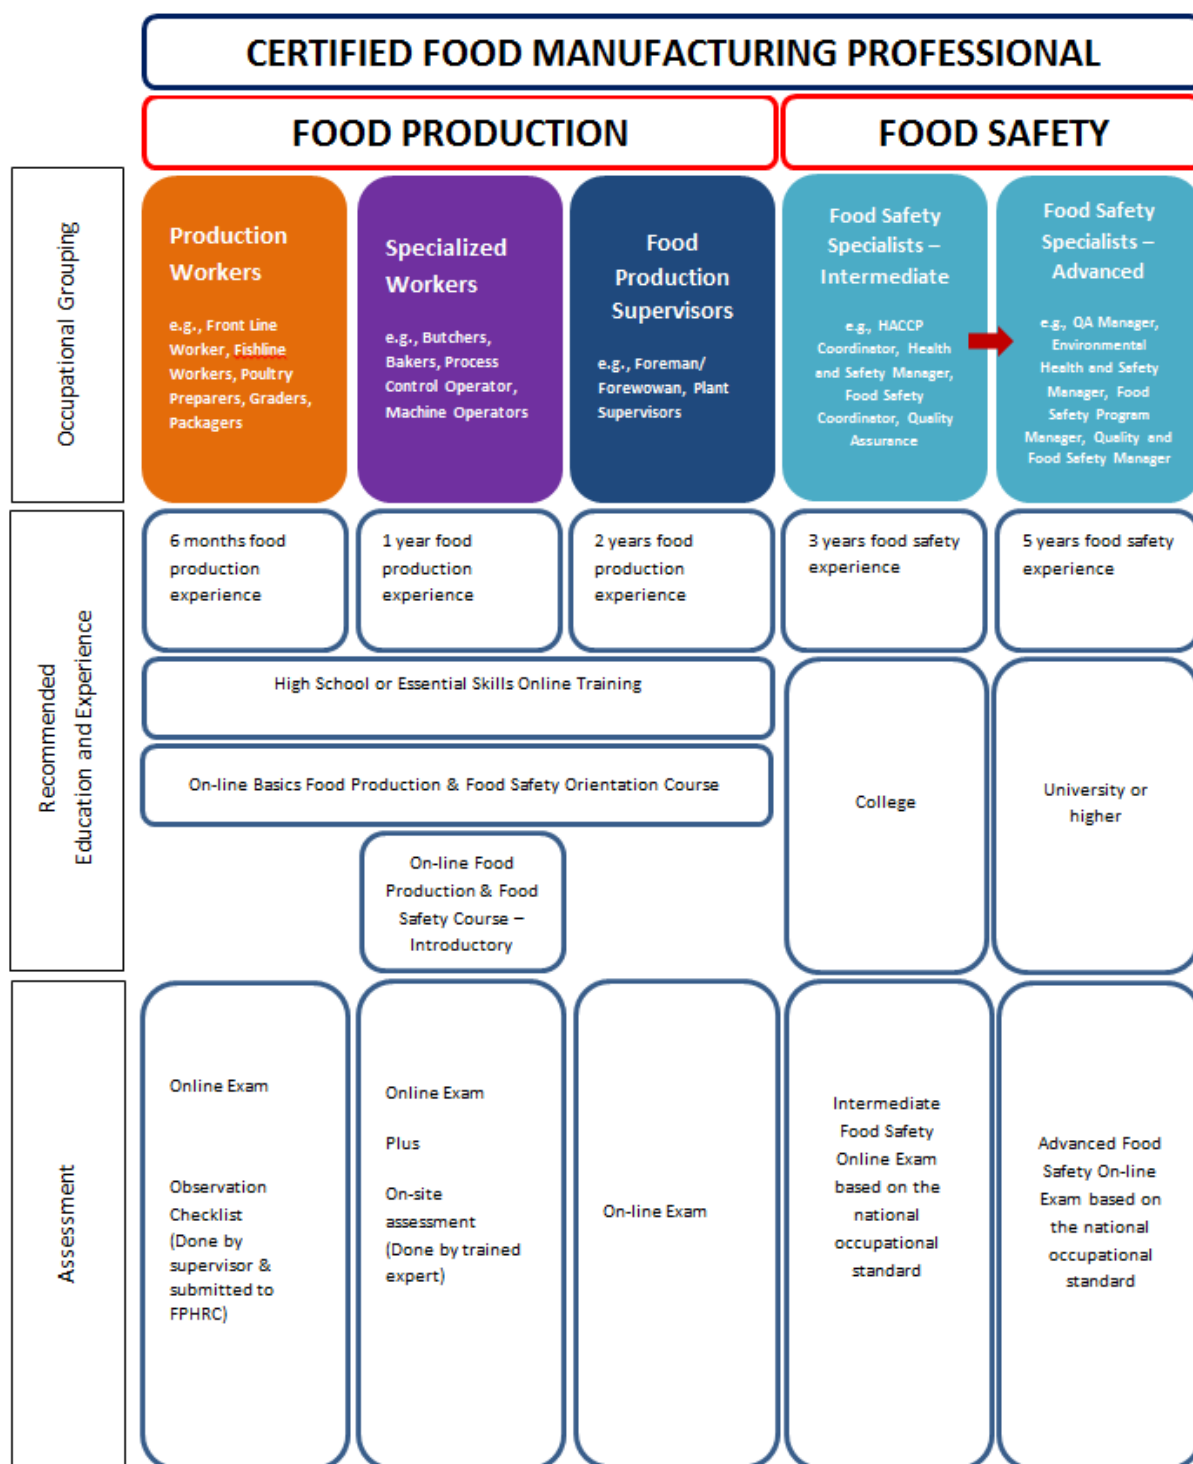 CERTIFIED FOOD MANUFACTURING PROFESSIONAL
FOOD PRODUCTION
FOOD SAFETY
Occupational Grouping
Production
Workers
e.g., Front Line
Worker, Fishline
Workers, Poultry
Preparers, Graders,
Packagers
Specialized
Workers
e.g., Butchers,
Bakers, Process
Control Operator,
Machine Operators
Food
Production
Supervisors
e.g., Foreman/
Forewowan, Plant
Supervisors
Food Safety
Specialists –
Intermediate
e.g., HACCP
Coordinator, Health
and Safety Manager,
Food Safety
Coordinator, Quality
Assurance
Food Safety
Specialists –
Advanced
e.g., QA Manager,
Environmental
Health and Safety
Manager, Food
Safety Program
Manager, Quality and
Food Safety Manager
Recommended
Education and Experience
6 months food
production
experience
1 year food
production
experience
2 years food
production
experience
3 years food safety
experience
5 years food safety
experience
High School or Essential Skills Online Training
On-line Basics Food Production & Food Safety Orientation Course
On-line Food
Production & Food
Safety Course –
Introductory
College
University or
higher
Assessment
Online Exam
Observation
Checklist
(Done by
supervisor &
submitted to
FPHRC)
Online Exam
Plus
On-site
assessment
(Done by trained
expert)
On-line Exam
Intermediate
Food Safety
Online Exam
based on the
national
occupational
standard
Advanced Food
Safety On-line
Exam based on
the national
occupational
standard